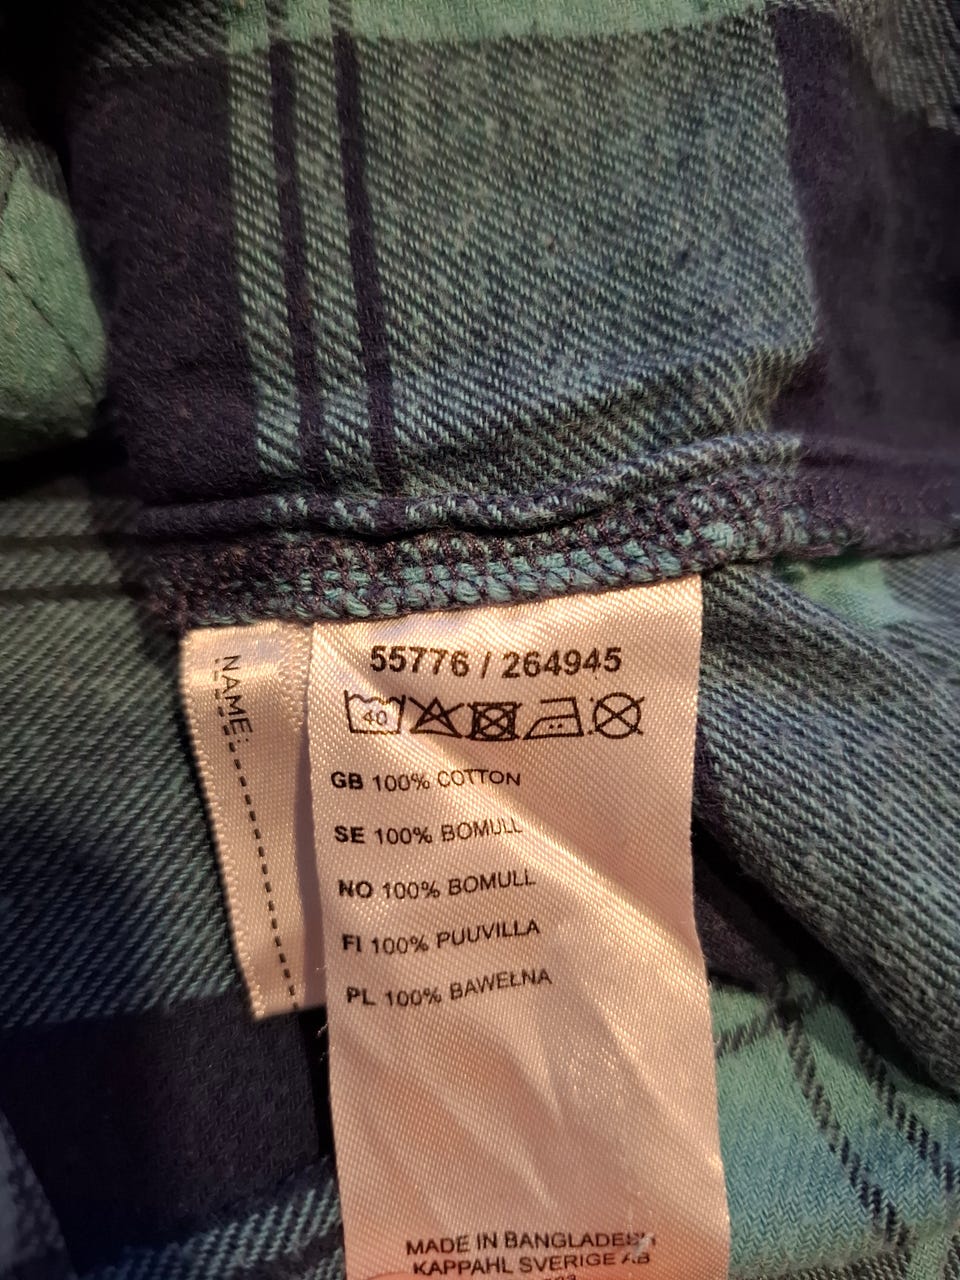 NAME:
55776 / 264945
40
GB 100% COTTON
SE 100% BOMULL
NO 100% BOMULL
FI 100% PUUVILLA
PL 100% BAWEŁNA
MADE IN BANGLADESH
KAPPAHL SVERIGE AB